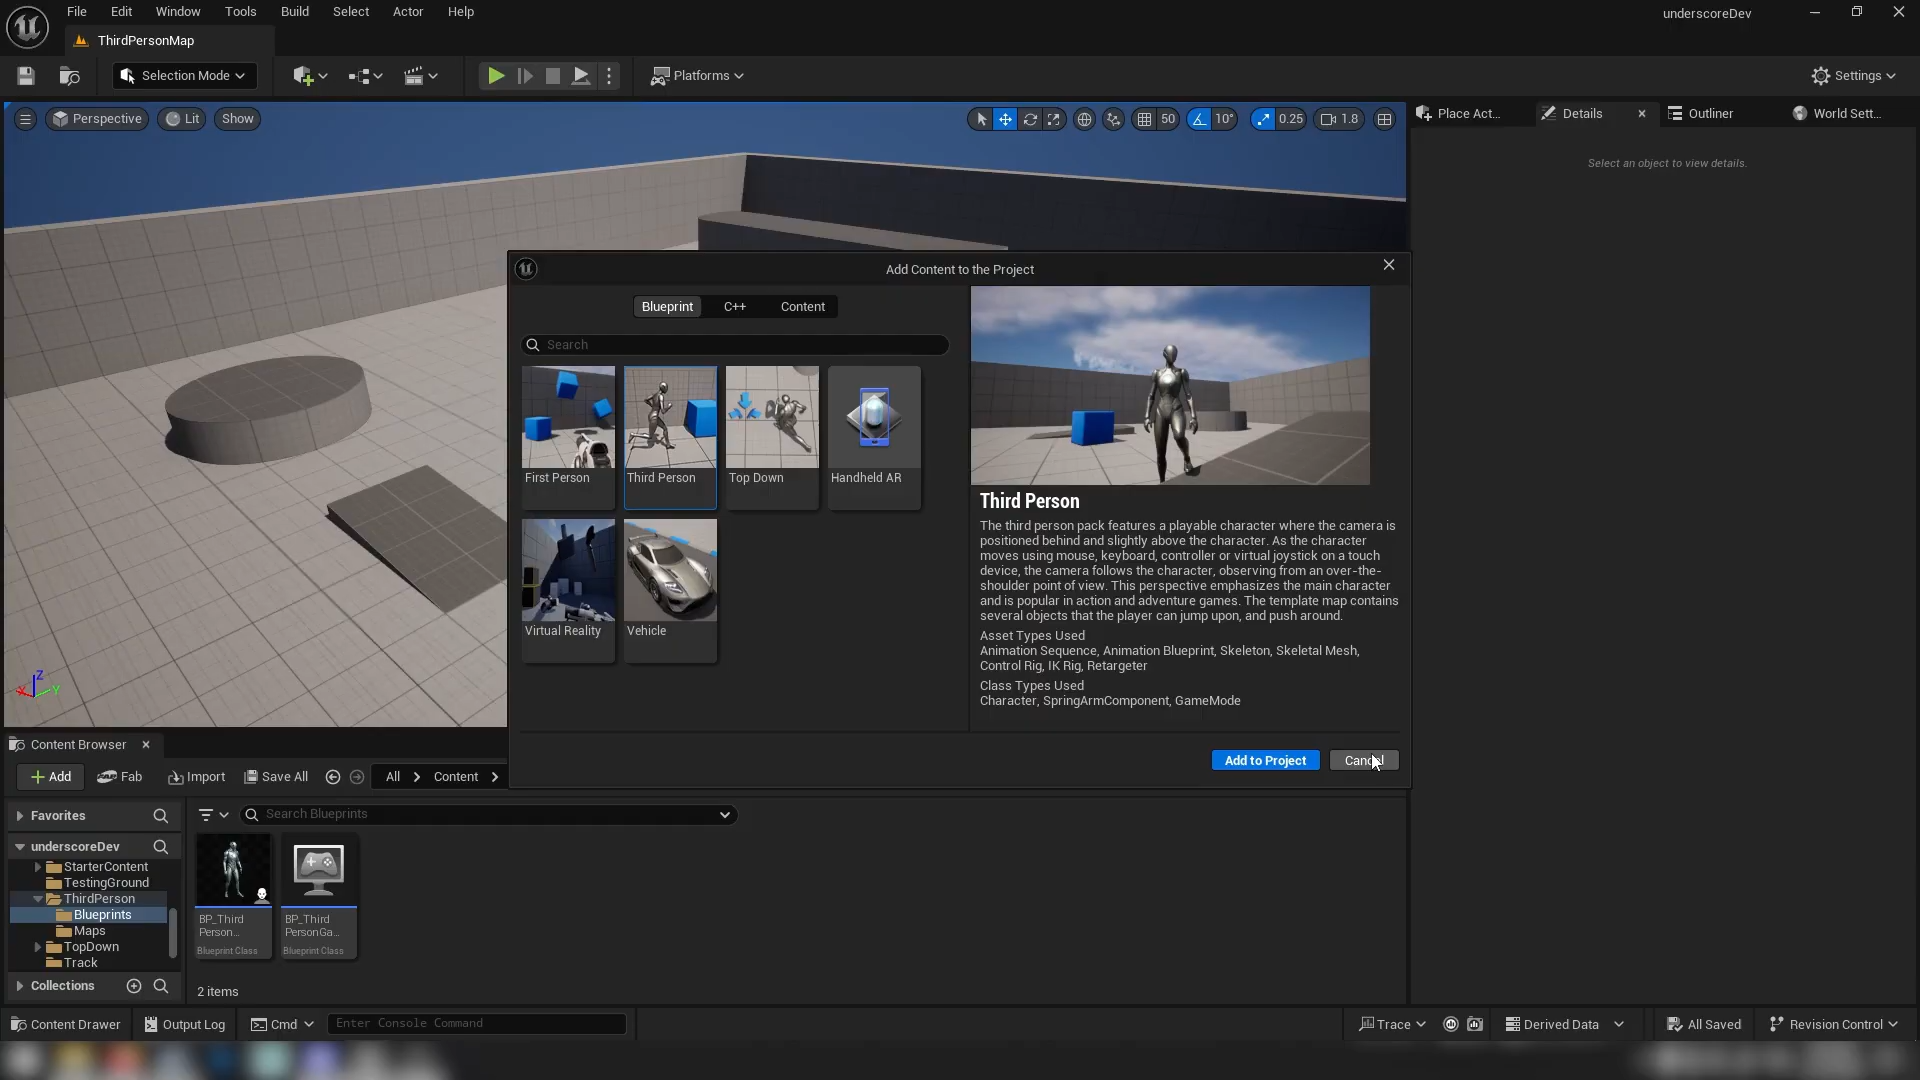 File Edit Window Tools Build Select Actor Help
underscoreDev
ThirdPersonMap
Selection Mode
Platforms
Settings
Perspective
Lit
Show
50
10°
0.25
1.8
Place Act...
Details
Outliner
World Sett...
Select an object to view details.
Add Content to the Project
Blueprint
C++
Content
Search
First Person
Third Person
Top Down
Handheld AR
Virtual Reality
Vehicle
Third Person
The third person pack features a playable character where the camera is
positioned behind and slightly above the character. As the character
moves using mouse, keyboard, controller or virtual joystick on a touch
device, the camera follows the character, observing from an over-the-
shoulder point of view. This perspective emphasizes the main character
and is popular in action and adventure games. The template map contains
several objects that the player can jump upon, and push around.
Asset Types Used
Animation Sequence, Animation Blueprint, Skeleton, Skeletal Mesh,
Control Rig, IK Rig, Retargeter
Class Types Used
Character, SpringArmComponent, GameMode
Add to Project
Cancel
X Z Y
Content Browser
Add
Fab
Import
Save All
All
Content
Favorites
Search Blueprints
underscoreDev
StarterContent
TestingGround
ThirdPerson
Blueprints
Maps
TopDown
Track
Collections
BP_Third
Person...
Blueprint Class
BP_Third
PersonGa...
Blueprint Class
2 items
Content Drawer
Output Log
Cmd
Enter Console Command
Trace
Derived Data
All Saved
Revision Control